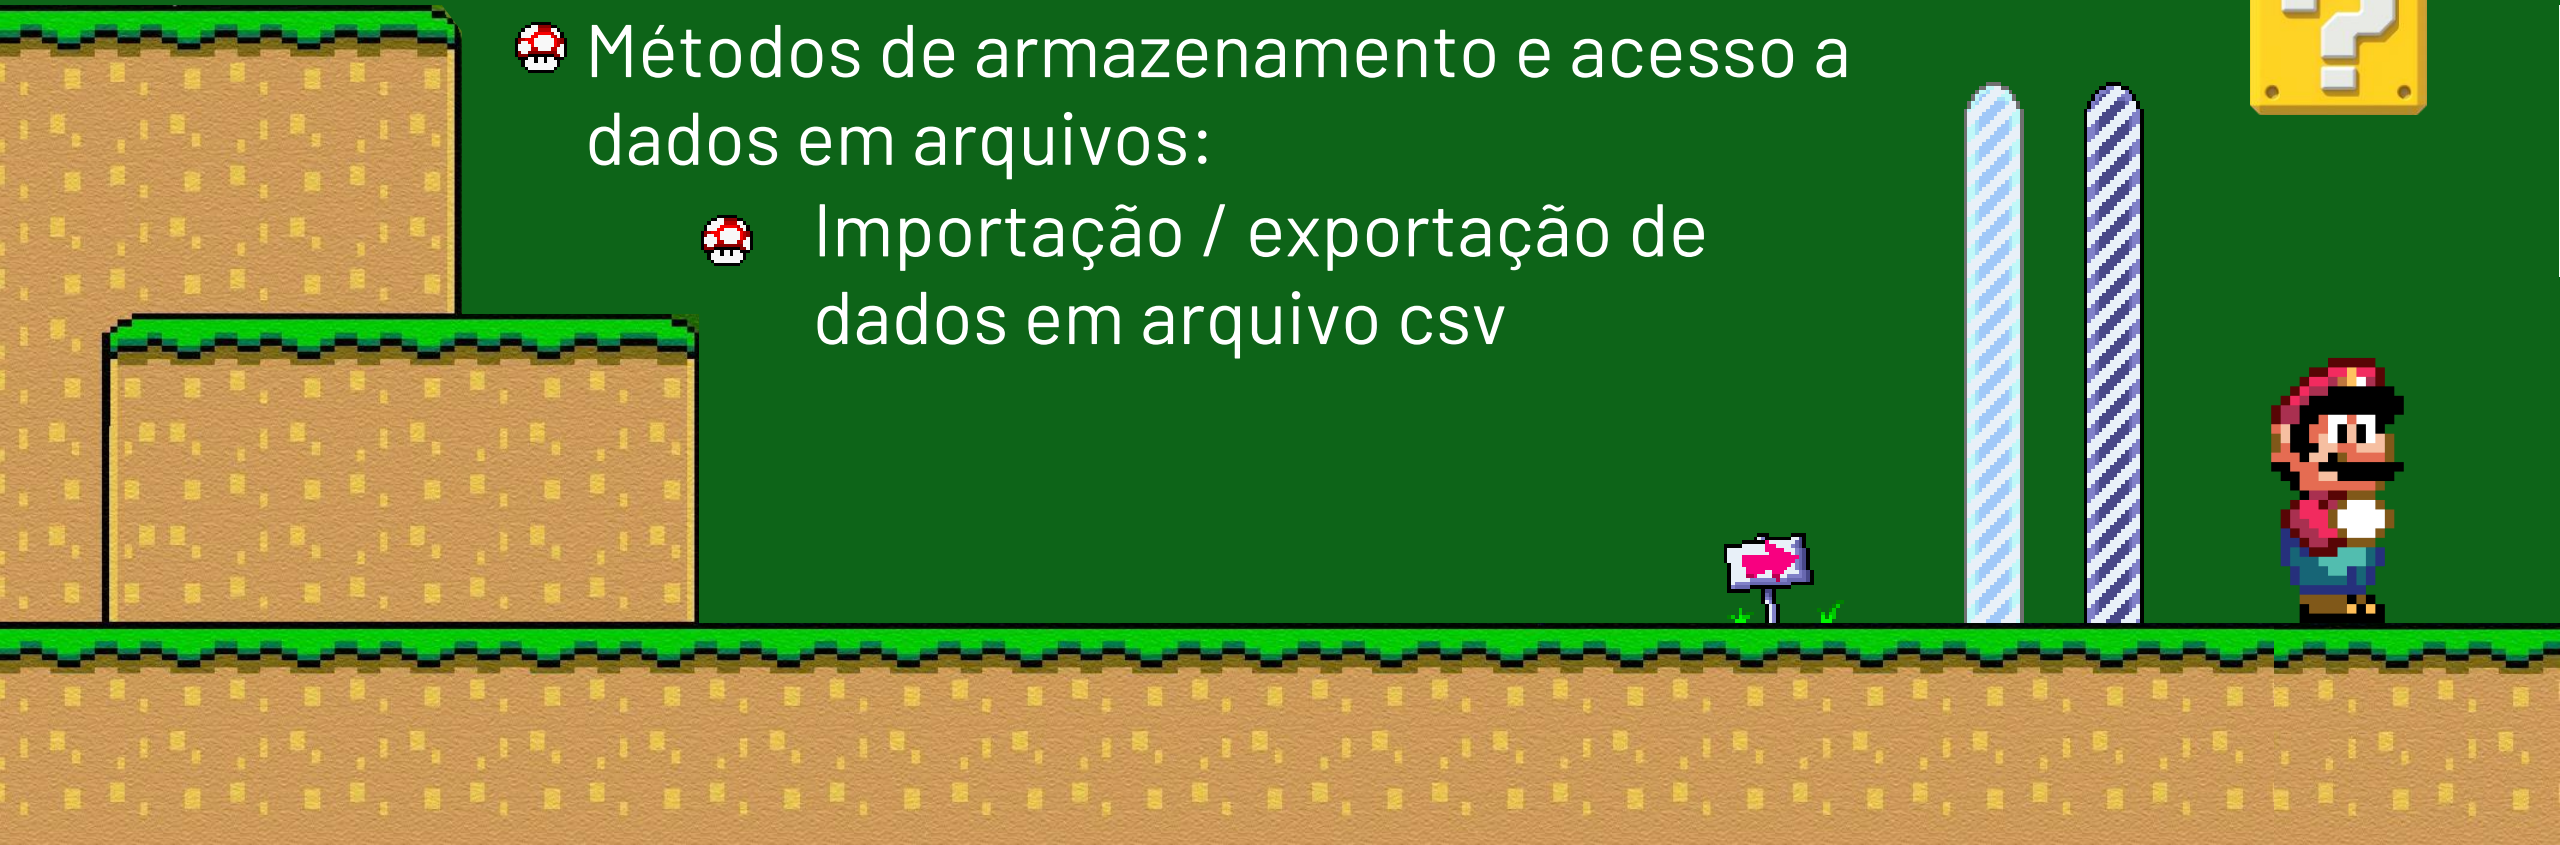 Métodos de armazenamento e acesso a
dados em arquivos:
Importação / exportação de
dados em arquivo csv